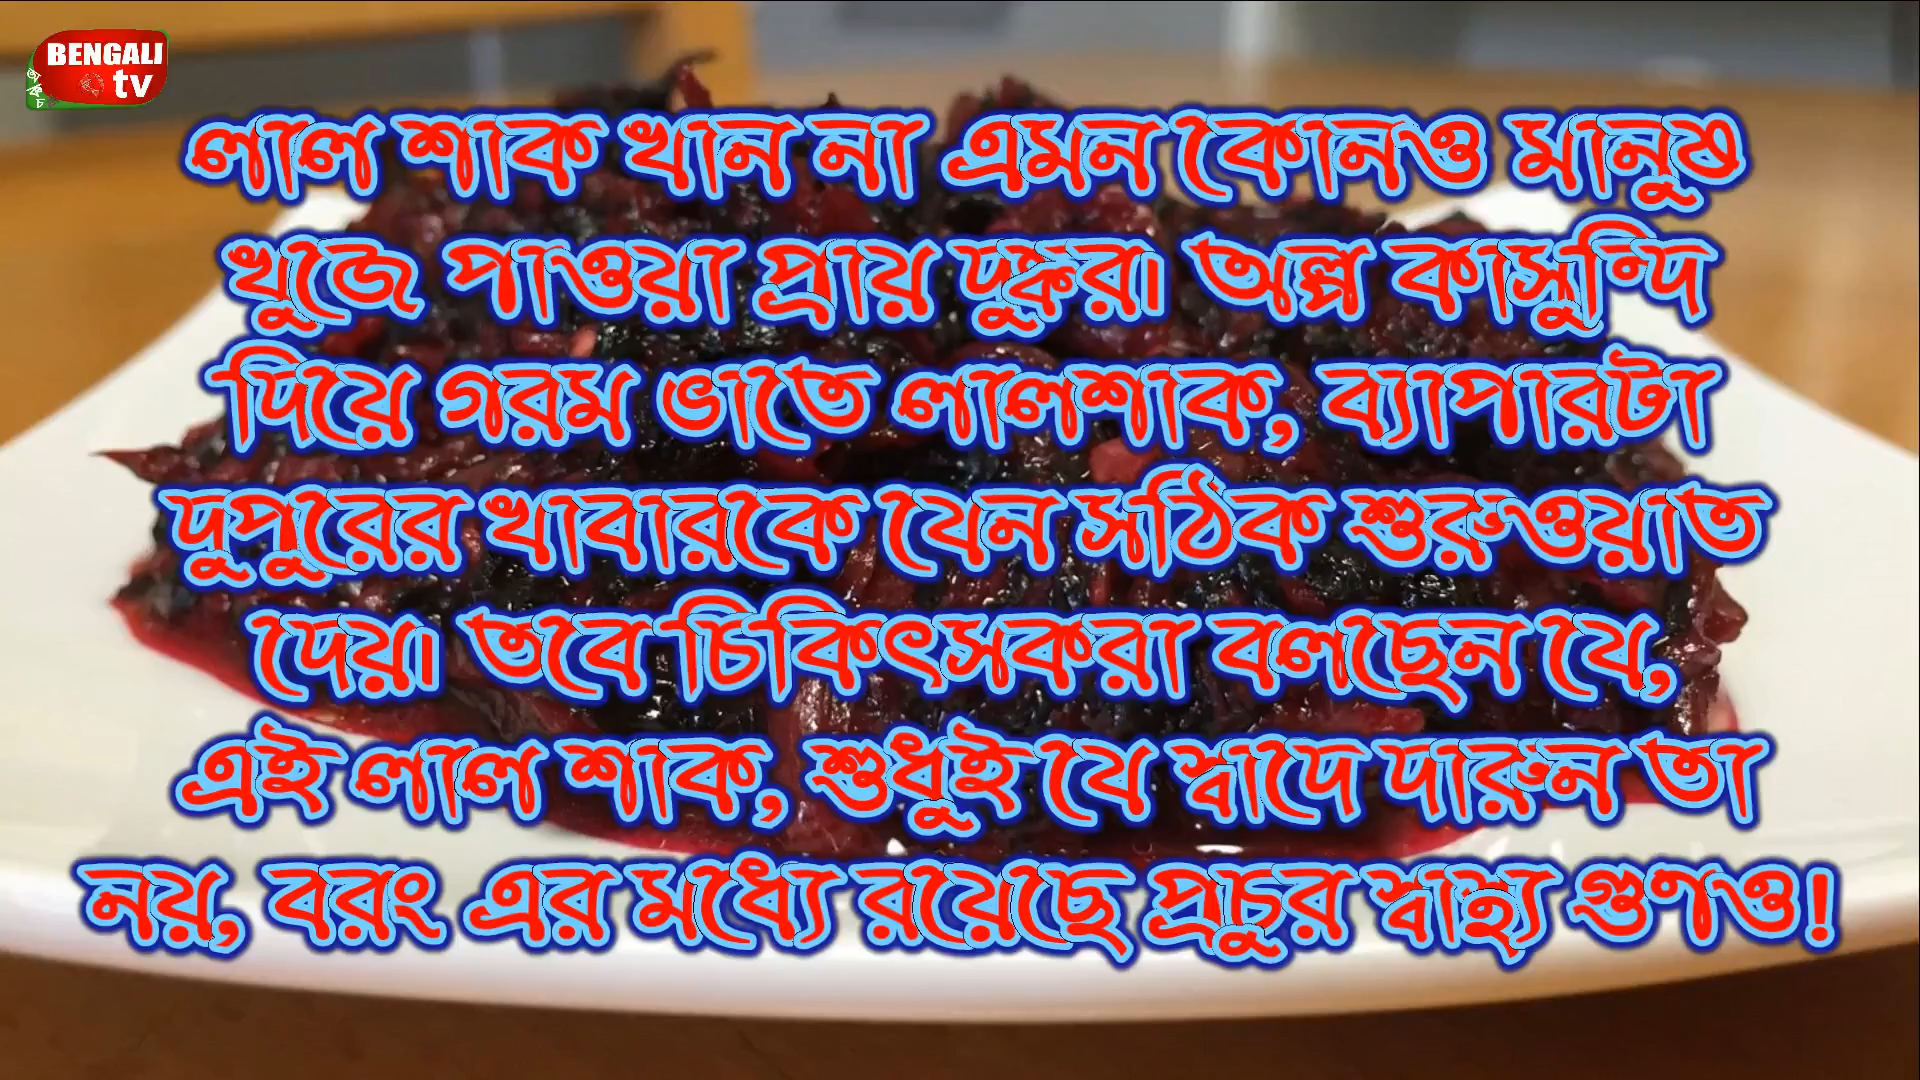 BENGALI
tv
লাল শাক খান না এমন কোনও মানুষ
খুজে পাওয়া প্রায় দুষ্কর। অল্প কাসুন্দি
দিয়ে গরম ভাতে লালশাক, ব্যাপারটা
দুপুরের খাবারকে যেন সঠিক শুরুওয়াত
দেয়। তবে চিকিৎসকরা বলছেন যে,
এই লাল শাক, শুধুই যে স্বাদে দারুন তা
নয়, বরং এর মধ্যে রয়েছে প্রচুর স্বাস্থ্য গুণও!